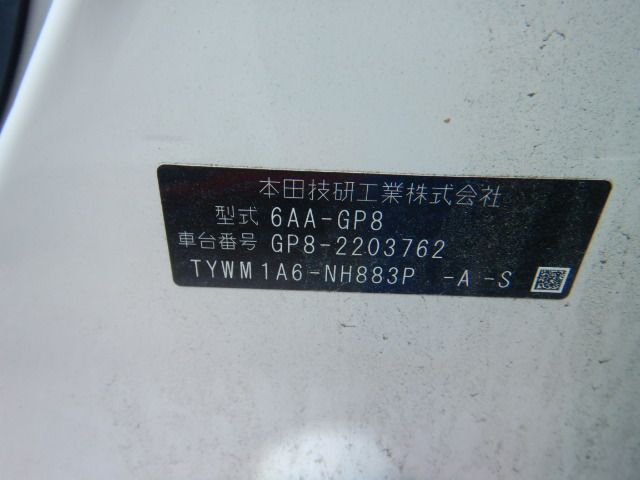 本田技研工業株式会社
型式 6AA-GP8
車台番号 GP8-2203762
TYWM1A6-NH883P -A-S